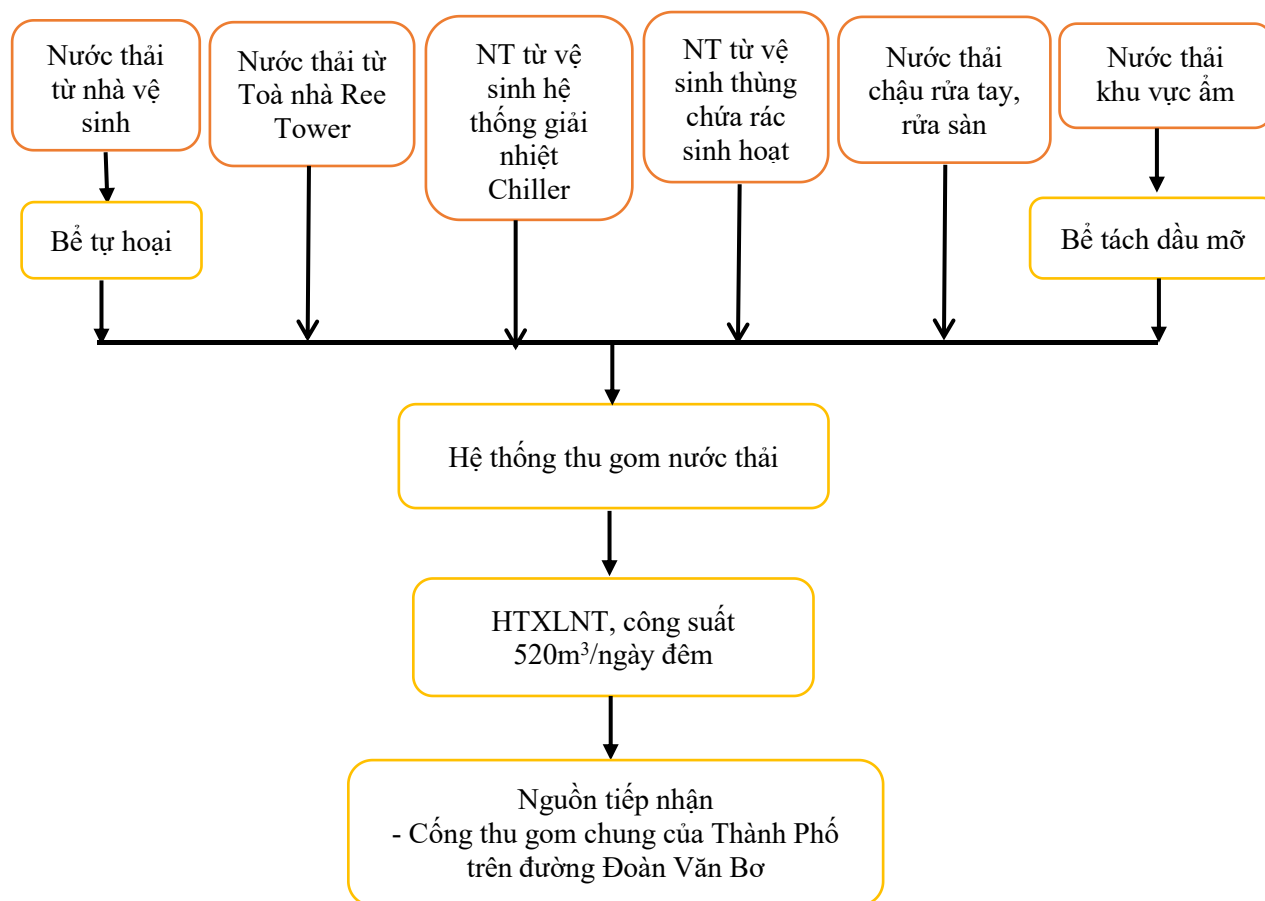 Nước thải
từ nhà vệ
sinh
Nước thải từ
Toà nhà Ree
Tower
NT từ vệ
sinh hệ
thống giải
nhiệt
Chiller
NT từ vệ
sinh thùng
chứa rác
sinh hoạt
Nước thải
chậu rửa tay,
rửa sàn
Nước thải
khu vực ẩm
Bể tự hoại
Bể tách dầu mỡ
Hệ thống thu gom nước thải
HTXLNT, công suất
520m³/ngày đêm
Nguồn tiếp nhận
- Cống thu gom chung của Thành Phố
trên đường Đoàn Văn Bơ